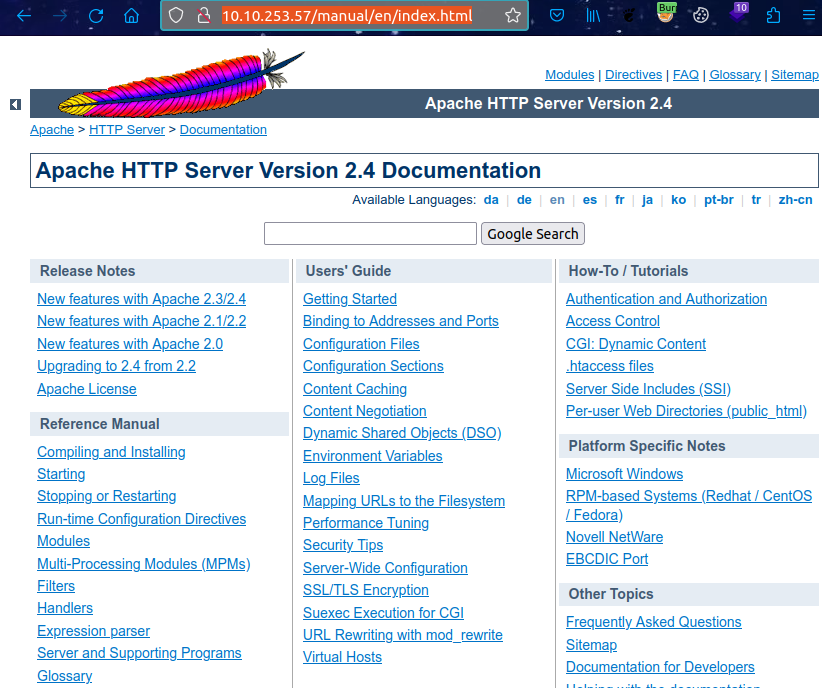 10.10.253.57/manual/en/index.html
Bur
10
Modules | Directives | FAQ | Glossary | Sitemap
Apache HTTP Server Version 2.4
Apache > HTTP Server > Documentation
Apache HTTP Server Version 2.4 Documentation
Available Languages: da | de | en | es | fr | ja | ko | pt-br | tr | zh-cn
Google Search
Release Notes
New features with Apache 2.3/2.4
New features with Apache 2.1/2.2
New features with Apache 2.0
Upgrading to 2.4 from 2.2
Apache License
Reference Manual
Compiling and Installing
Starting
Stopping or Restarting
Run-time Configuration Directives
Modules
Multi-Processing Modules (MPMs)
Filters
Handlers
Expression parser
Server and Supporting Programs
Glossary
Users' Guide
Getting Started
Binding to Addresses and Ports
Configuration Files
Configuration Sections
Content Caching
Content Negotiation
Dynamic Shared Objects (DSO)
Environment Variables
Log Files
Mapping URLs to the Filesystem
Performance Tuning
Security Tips
Server-Wide Configuration
SSL/TLS Encryption
Suexec Execution for CGI
URL Rewriting with mod_rewrite
Virtual Hosts
How-To / Tutorials
Authentication and Authorization
Access Control
CGI: Dynamic Content
.htaccess files
Server Side Includes (SSI)
Per-user Web Directories (public_html)
Platform Specific Notes
Microsoft Windows
RPM-based Systems (Redhat / CentOS
/ Fedora)
Novell NetWare
EBCDIC Port
Other Topics
Frequently Asked Questions
Sitemap
Documentation for Developers
Helping with the documentation